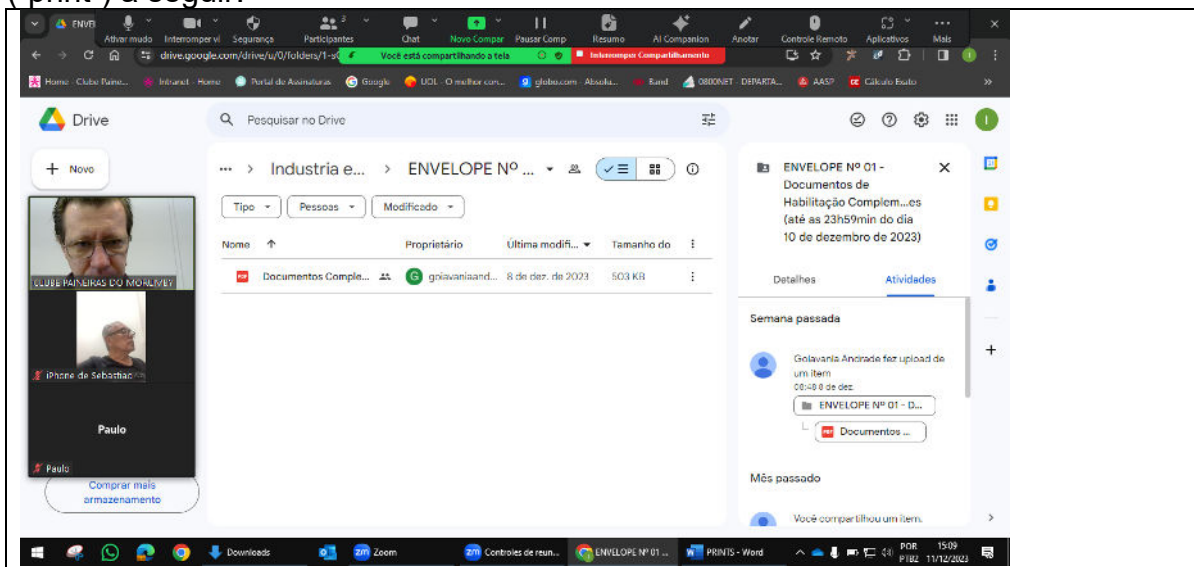 ("print") a seguir:
ENVE
Ativar mudo Interromper ví Segurança Participantes 3 Chat Novo Compar Pausar Comp Resumo AI Companion Anotar Controle Remoto Aplicativos Mais
drive.google.com/drive/u/0/folders/1-s Você está compartilhando a tela Interromper Compartilhamento
Home - Clube Paine... Intranet - Home Portal de Assinaturas Google UOL - O melhor con... globo.com - Absolu... Band 0800NET - DEPARTA... AASP Cálculo Exato
Drive
Pesquisar no Drive
Novo
Industria e... > ENVELOPE Nº ...
Tipo Pessoas Modificado
Nome Proprietário Última modifi... Tamanho do
Documentos Comple... goiavaniaand... 8 de dez. de 2023 503 KB
CLUBE PAINEIRAS DO MORUMBY
iPhone de Sebastiao
Paulo
Paulo
Comprar mais
armazenamento
ENVELOPE Nº 01 -
Documentos de
Habilitação Complem...es
(até as 23h59min do dia
10 de dezembro de 2023)
Detalhes Atividades
Semana passada
Goiavania Andrade fez upload de
um item
08:48 8 de dez.
ENVELOPE Nº 01 - D...
Documentos ...
Mês passado
Você compartilhou um item.
Downloads Zoom Controles de reun... ENVELOPE Nº 01 ... PRINTS - Word POR 15:09
PTB2 11/12/2023